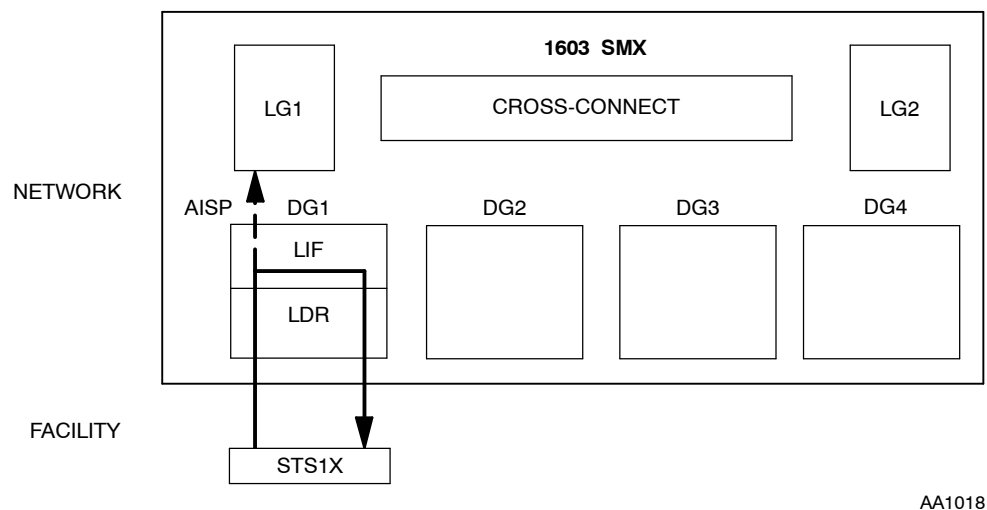 1603 SMX
LG1
CROSS-CONNECT
LG2
NETWORK
AISP
DG1
DG2
DG3
DG4
LIF
LDR
FACILITY
STS1X
AA1018